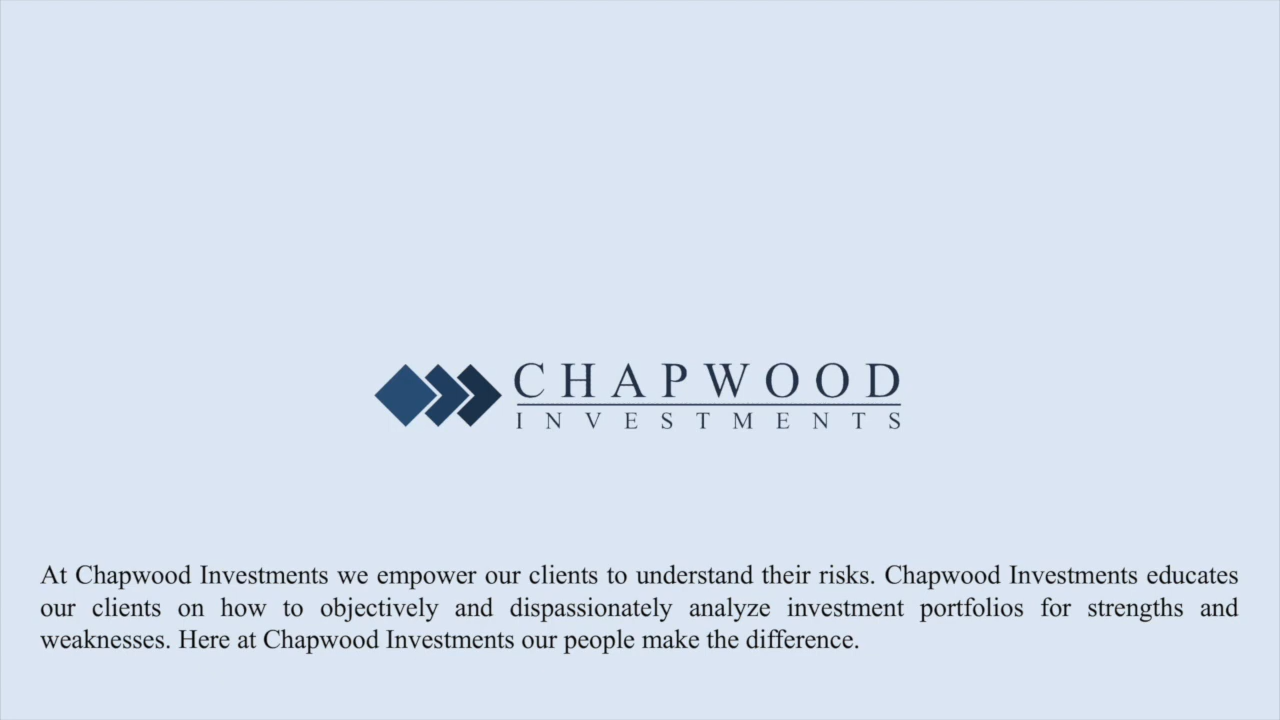 CHAPWOOD
INVESTMENTS
At Chapwood Investments we empower our clients to understand their risks. Chapwood Investments educates
our clients on how to objectively and dispassionately analyze investment portfolios for strengths and
weaknesses. Here at Chapwood Investments our people make the difference.